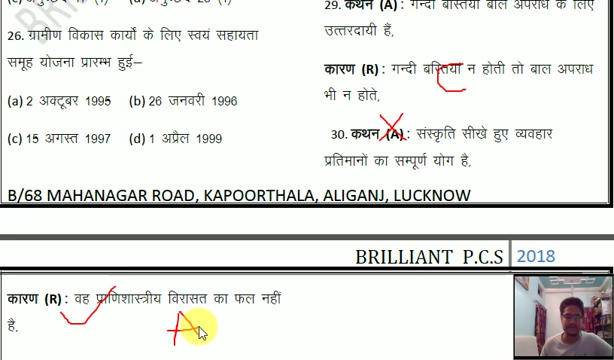 26. ग्रामीण विकास कार्यो के लिए स्वयं सहायता
समूह योजना प्रारम्भ हुई–
(a) 2 अक्टूबर 1995 (b) 26 जनवरी 1996
(c) 15 अगस्त 1997 (d) 1 अप्रैल 1999
29. कथन (A) : गन्दी बस्तियां बाल अपराध के लिए
उत्तरदायी हैं,
कारण (R) : गन्दी बस्तियाँ न होती तो बाल अपराध
भी न होते,
30. कथन (A) : संस्कृति सीखे हुए व्यवहार
प्रतिमानों का सम्पूर्ण योग है,
B/68 MAHANAGAR ROAD, KAPOORTHALA, ALIGANJ, LUCKNOW
BRILLIANT P.C.S 2018
कारण (R) : वह प्राणिशास्त्रीय विरासत का फल नहीं
है,
A